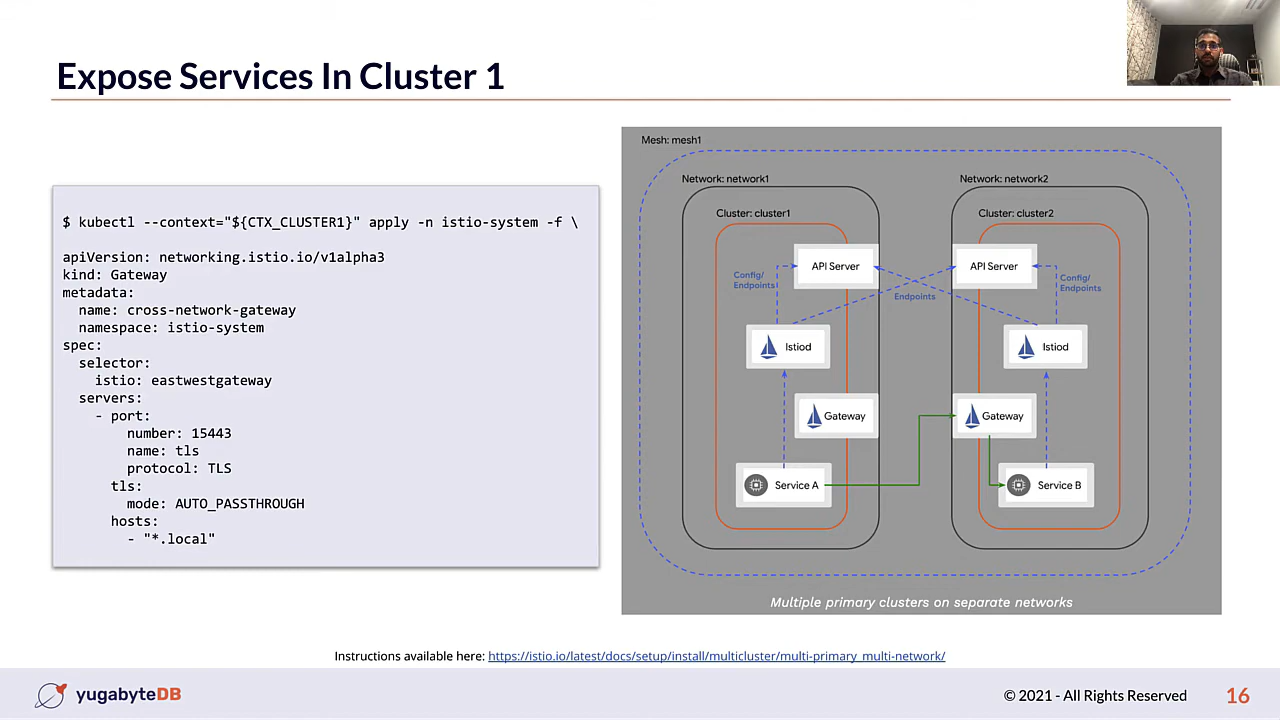 Expose Services In Cluster 1
$ kubectl --context="${CTX_CLUSTER1}" apply -n istio-system -f \
apiVersion: networking.istio.io/v1alpha3
kind: Gateway
metadata:
  name: cross-network-gateway
  namespace: istio-system
spec:
  selector:
    istio: eastwestgateway
  servers:
    - port:
        number: 15443
        name: tls
        protocol: TLS
      tls:
        mode: AUTO_PASSTHROUGH
      hosts:
        - "*.local"
Mesh: mesh1
Network: network1
Cluster: cluster1
API Server
Config/
Endpoints
Istiod
Gateway
Service A
Endpoints
Network: network2
Cluster: cluster2
API Server
Config/
Endpoints
Istiod
Gateway
Service B
Multiple primary clusters on separate networks
Instructions available here: https://istio.io/latest/docs/setup/install/multicluster/multi-primary_multi-network/
yugabyteDB
© 2021 - All Rights Reserved
16